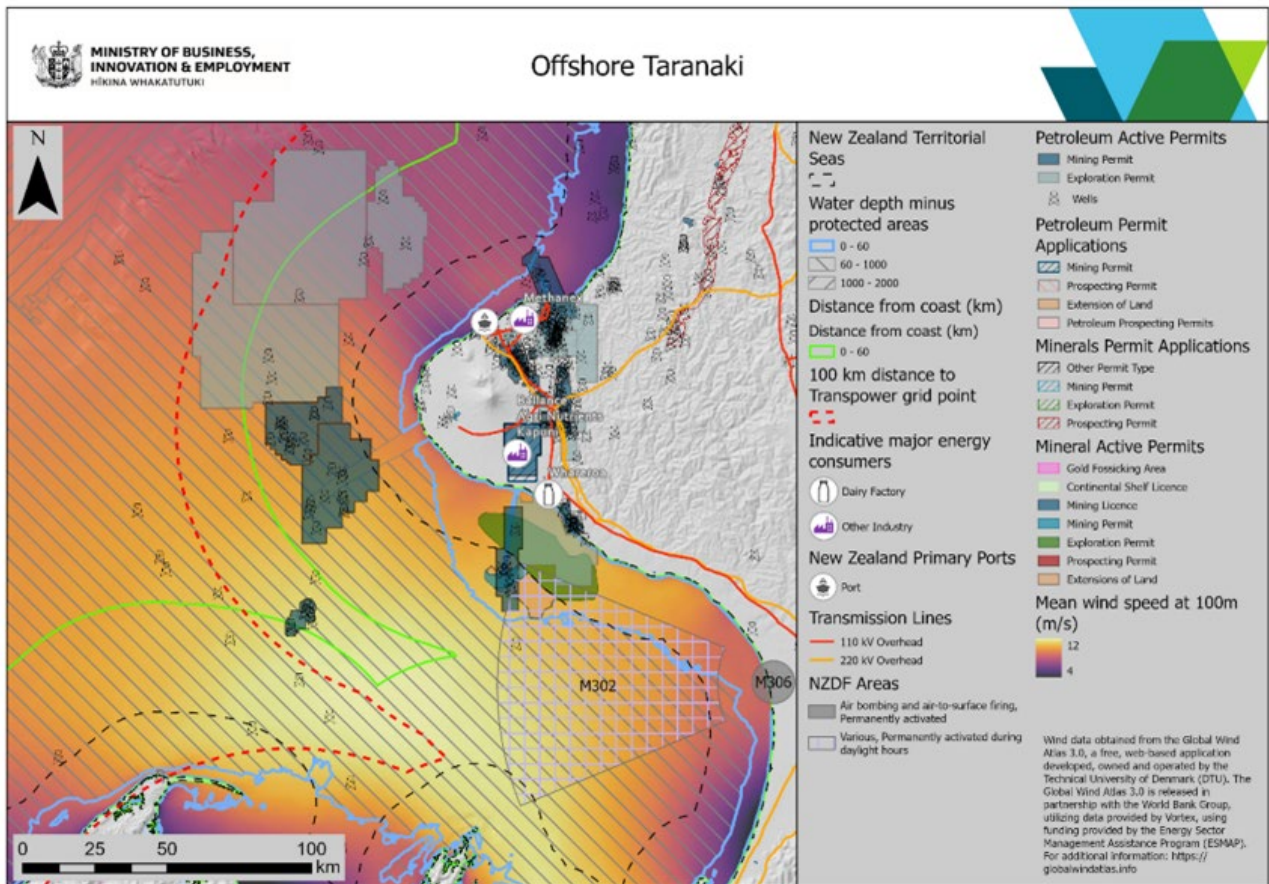 MINISTRY OF BUSINESS,
INNOVATION & EMPLOYMENT
HĪKINA WHAKATUTUKI
Offshore Taranaki
N
Methanex
Ballance
Agri-Nutrients
Kapuni
Whareroa
M302
M306
0 25 50 100
km
New Zealand Territorial
Seas
Water depth minus
protected areas
0 - 60
60 - 1000
1000 - 2000
Distance from coast (km)
Distance from coast (km)
0 - 60
100 km distance to
Transpower grid point
Indicative major energy
consumers
Dairy Factory
Other Industry
New Zealand Primary Ports
Port
Transmission Lines
110 kV Overhead
220 kV Overhead
NZDF Areas
Air bombing and air-to-surface firing,
Permanently activated
Various, Permanently activated during
daylight hours
Petroleum Active Permits
Mining Permit
Exploration Permit
Wells
Petroleum Permit
Applications
Mining Permit
Prospecting Permit
Extension of Land
Petroleum Prospecting Permits
Minerals Permit Applications
Other Permit Type
Mining Permit
Exploration Permit
Prospecting Permit
Mineral Active Permits
Gold Fossicking Area
Continental Shelf Licence
Mining Licence
Mining Permit
Exploration Permit
Prospecting Permit
Extensions of Land
Mean wind speed at 100m
(m/s)
12
4
Wind data obtained from the Global Wind
Atlas 3.0, a free, web-based application
developed, owned and operated by the
Technical University of Denmark (DTU). The
Global Wind Atlas 3.0 is released in
partnership with the World Bank Group,
utilizing data provided by Vortex, using
funding provided by the Energy Sector
Management Assistance Program (ESMAP).
For additional information: https://
globalwindatlas.info